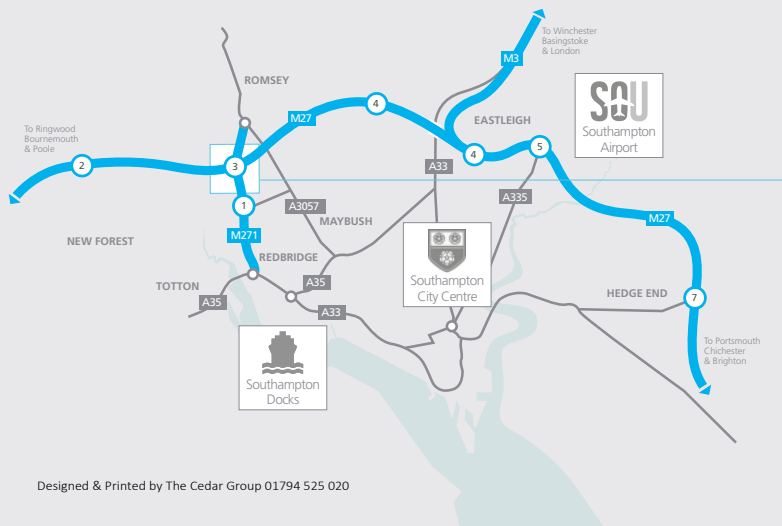 To Winchester
Basingstoke
& London
M3
ROMSEY
SOU
Southampton
Airport
4
M27
EASTLEIGH
To Ringwood
Bournemouth
& Poole
2
3
4
5
A33
1
A3057
A335
MAYBUSH
M27
M271
NEW FOREST
REDBRIDGE
Southampton
City Centre
TOTTON
A35
A35
A33
HEDGE END
7
To Portsmouth
Chichester
& Brighton
Southampton
Docks
Designed & Printed by The Cedar Group 01794 525 020